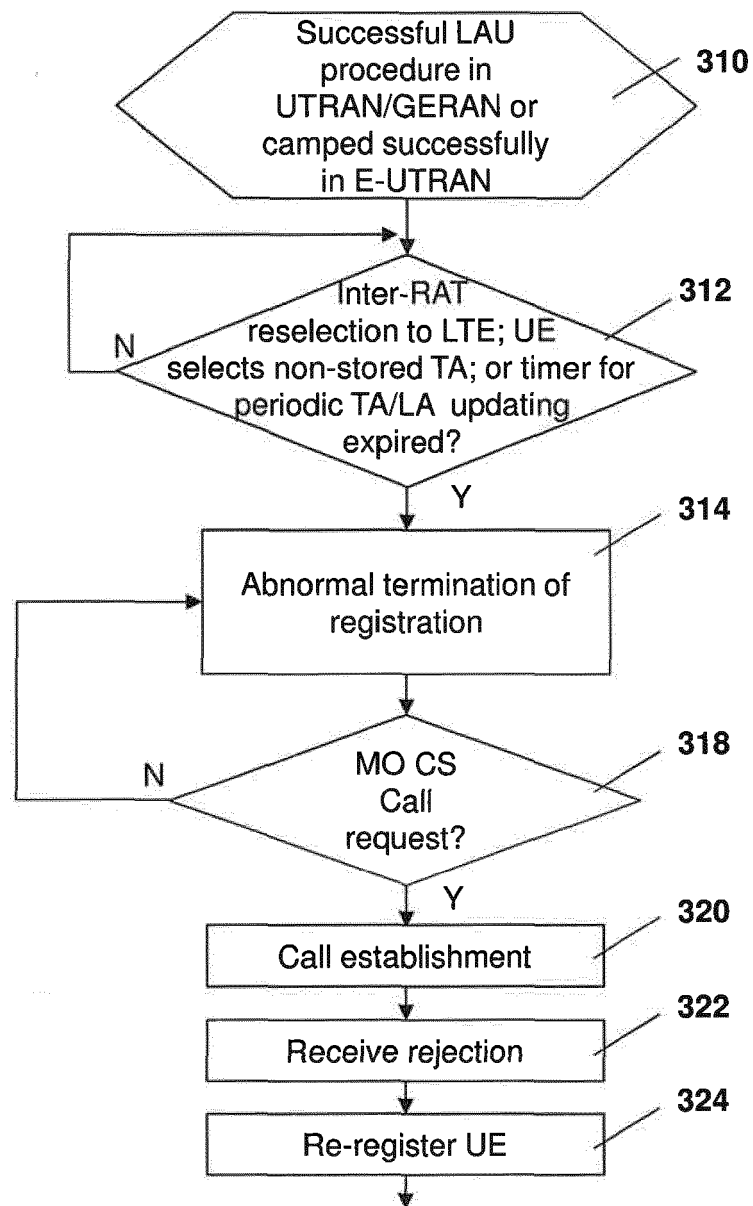 Successful LAU
procedure in
UTRAN/GERAN or
camped successfully
in E-UTRAN
310
Inter-RAT
reselection to LTE; UE
selects non-stored TA; or timer for
periodic TA/LA updating
expired?
312
N
Y
314
Abnormal termination of
registration
318
N
MO CS
Call
request?
Y
320
Call establishment
322
Receive rejection
324
Re-register UE